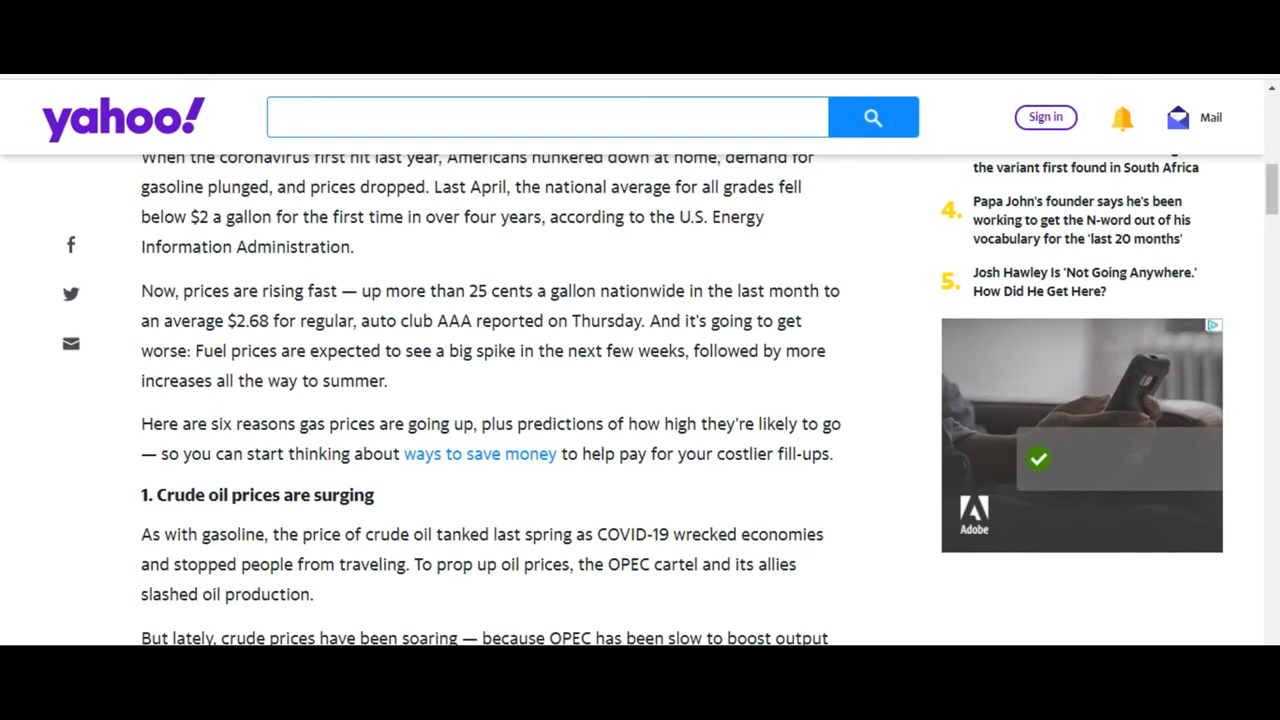 yahoo!
Sign in
Mail
When the coronavirus first hit last year, Americans hunkered down at home, demand for
gasoline plunged, and prices dropped. Last April, the national average for all grades fell
below $2 a gallon for the first time in over four years, according to the U.S. Energy
Information Administration.
Now, prices are rising fast — up more than 25 cents a gallon nationwide in the last month to
an average $2.68 for regular, auto club AAA reported on Thursday. And it's going to get
worse: Fuel prices are expected to see a big spike in the next few weeks, followed by more
increases all the way to summer.
Here are six reasons gas prices are going up, plus predictions of how high they're likely to go
— so you can start thinking about ways to save money to help pay for your costlier fill-ups.
1. Crude oil prices are surging
As with gasoline, the price of crude oil tanked last spring as COVID-19 wrecked economies
and stopped people from traveling. To prop up oil prices, the OPEC cartel and its allies
slashed oil production.
But lately, crude prices have been soaring — because OPEC has been slow to boost output
the variant first found in South Africa
4. Papa John's founder says he's been
working to get the N-word out of his
vocabulary for the 'last 20 months'
5. Josh Hawley Is 'Not Going Anywhere.'
How Did He Get Here?
Adobe